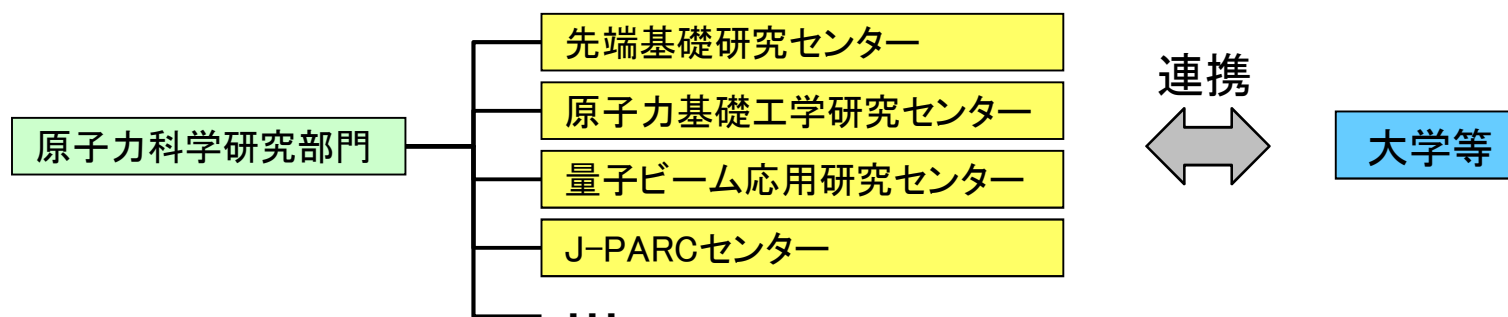 先端基礎研究センター
連携
原子力基礎工学研究センター
原子力科学研究部門
大学等
量子ビーム応用研究センター
J-PARCセンター
…